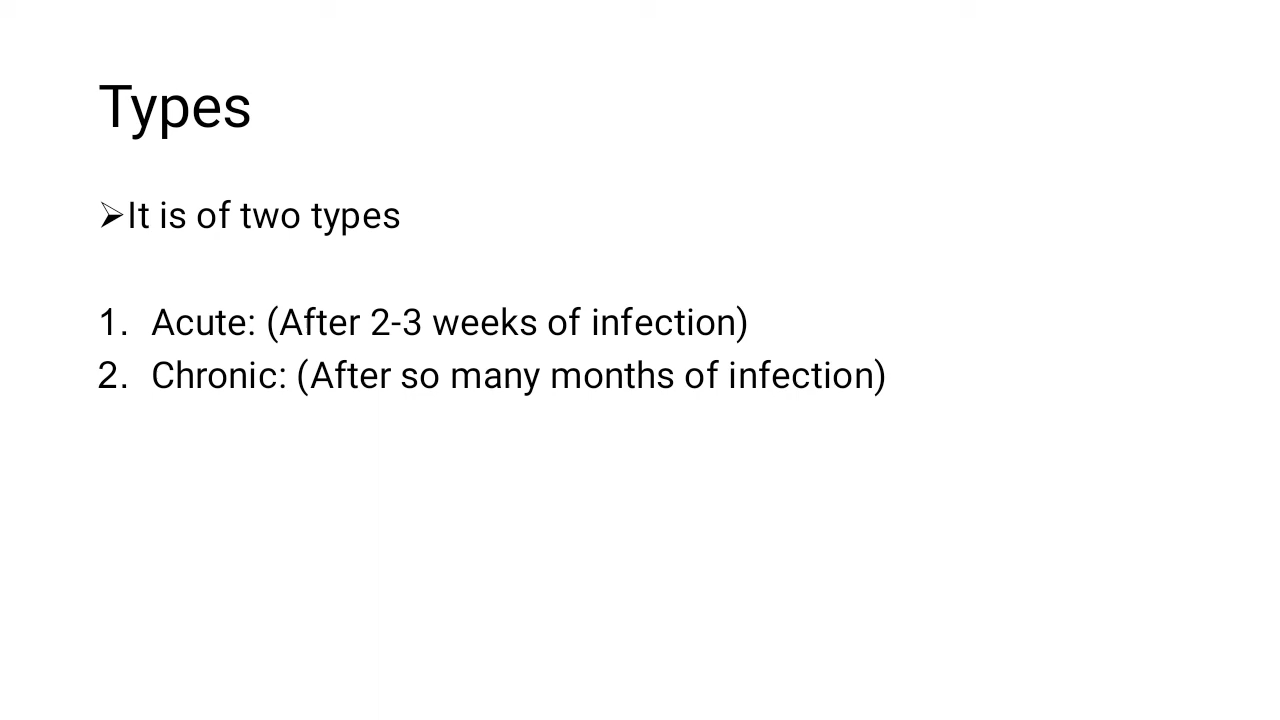 Types
➢It is of two types
1. Acute: (After 2-3 weeks of infection)
2. Chronic: (After so many months of infection)